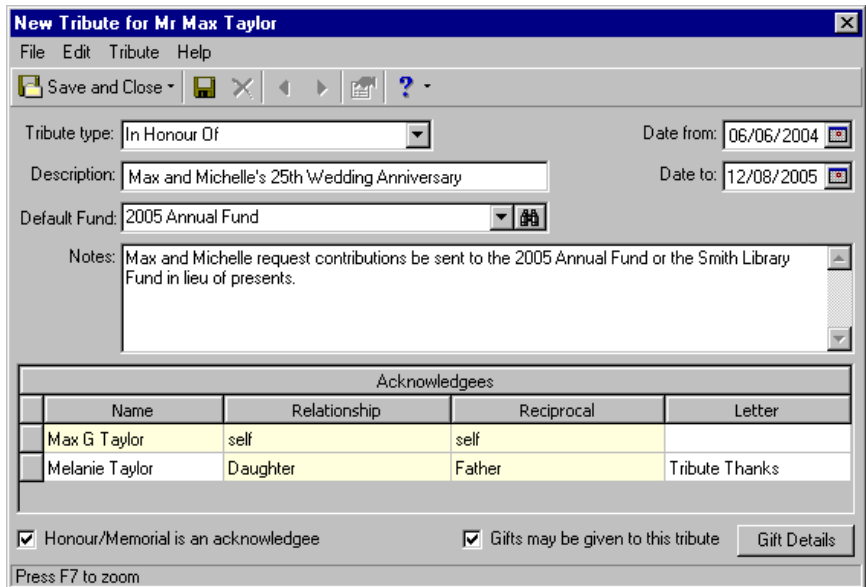 New Tribute for Mr Max Taylor
File Edit Tribute Help
Save and Close ?
Tribute type: In Honour Of Date from: 06/06/2004
Description: Max and Michelle's 25th Wedding Anniversary Date to: 12/08/2005
Default Fund: 2005 Annual Fund
Notes: Max and Michelle request contributions be sent to the 2005 Annual Fund or the Smith Library
Fund in lieu of presents.
Acknowledgees
Name Relationship Reciprocal Letter
Max G Taylor self self
Melanie Taylor Daughter Father Tribute Thanks
Honour/Memorial is an acknowledgee Gifts may be given to this tribute Gift Details
Press F7 to zoom